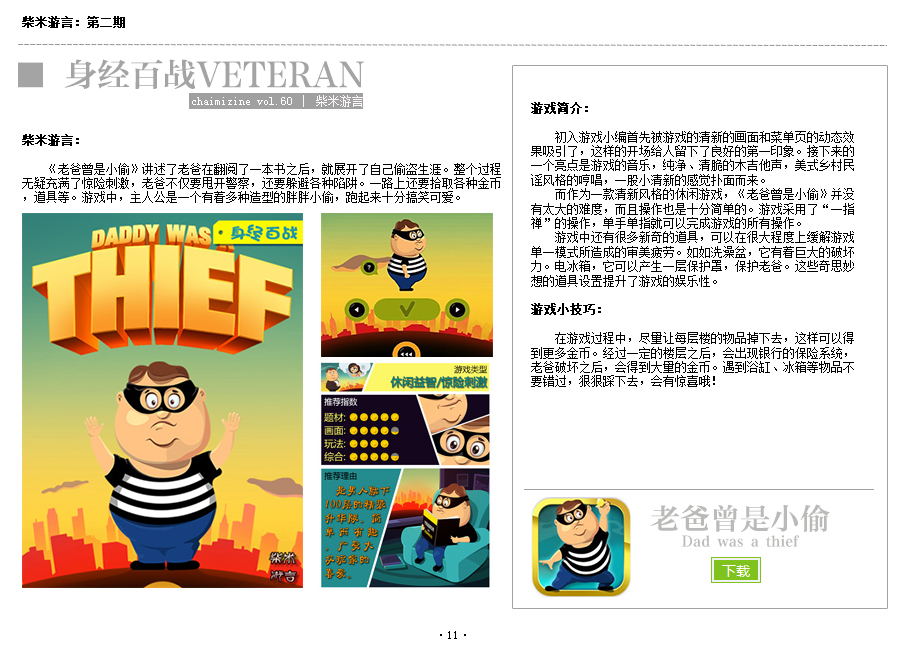 柴米游言：第二期
身经百战VETERAN
chaimizine vol.60 | 柴米游言
柴米游言：
《老爸曾是小偷》讲述了老爸在翻阅了一本书之后，就展开了自己偷盗生涯。整个过程
无疑充满了惊险刺激，老爸不仅要甩开警察，还要躲避各种陷阱。一路上还要拾取各种金币
，道具等。游戏中，主人公是一个有着多种造型的胖胖小偷，跑起来十分搞笑可爱。
DADDY WAS
·身经百战
THIEF
柴米
游言
?
游戏类型
休闲益智/惊险刺激
推荐指数
题材：
画面：
玩法：
综合：
推荐理由
此男人献下
100层的精装
升华版。简
单而有趣
，广受大
众玩家的
喜爱。
游戏简介：
初入游戏小编首先被游戏的清新的画面和菜单页的动态效
果吸引了，这样的开场给人留下了良好的第一印象。接下来的
一个亮点是游戏的音乐，纯净、清脆的木吉他声，美式乡村民
谣风格的哼唱，一股小清新的感觉扑面而来。
而作为一款清新风格的休闲游戏，《老爸曾是小偷》并没
有太大的难度，而且操作也是十分简单的。游戏采用了“一指
禅”的操作，单手单指就可以完成游戏的所有操作。
游戏中还有很多新奇的道具，可以在很大程度上缓解游戏
单一模式所造成的审美疲劳。如如洗澡盆，它有着巨大的破坏
力。电冰箱，它可以产生一层保护罩，保护老爸。这些奇思妙
想的道具设置提升了游戏的娱乐性。
游戏小技巧：
在游戏过程中，尽量让每层楼的物品掉下去，这样可以得
到更多金币。经过一定的楼层之后，会出现银行的保险系统，
老爸破坏之后，会得到大量的金币。遇到浴缸、冰箱等物品不
要错过，狠狠踩下去，会有惊喜哦！
老爸曾是小偷
Dad was a thief
下载
· 11 ·